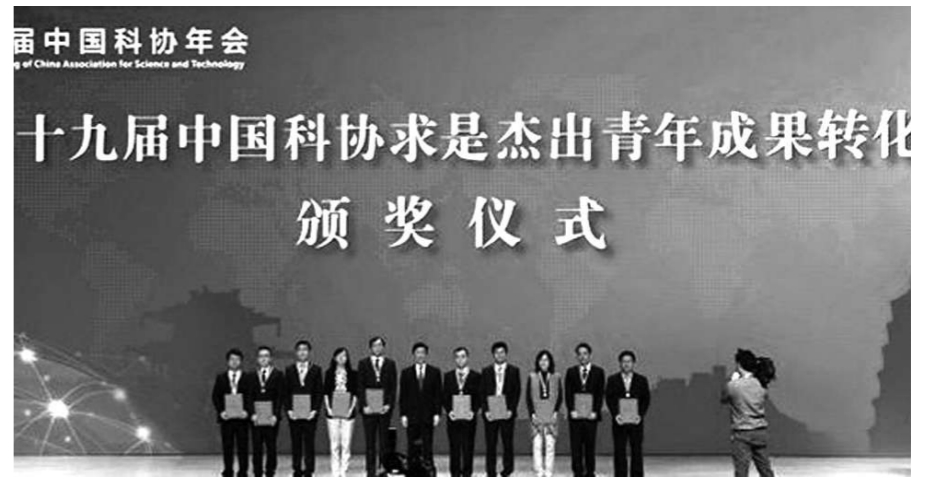 届中国科协年会
g of China Association for Science and Technology
十九届中国科协求是杰出青年成果转化
颁奖仪式